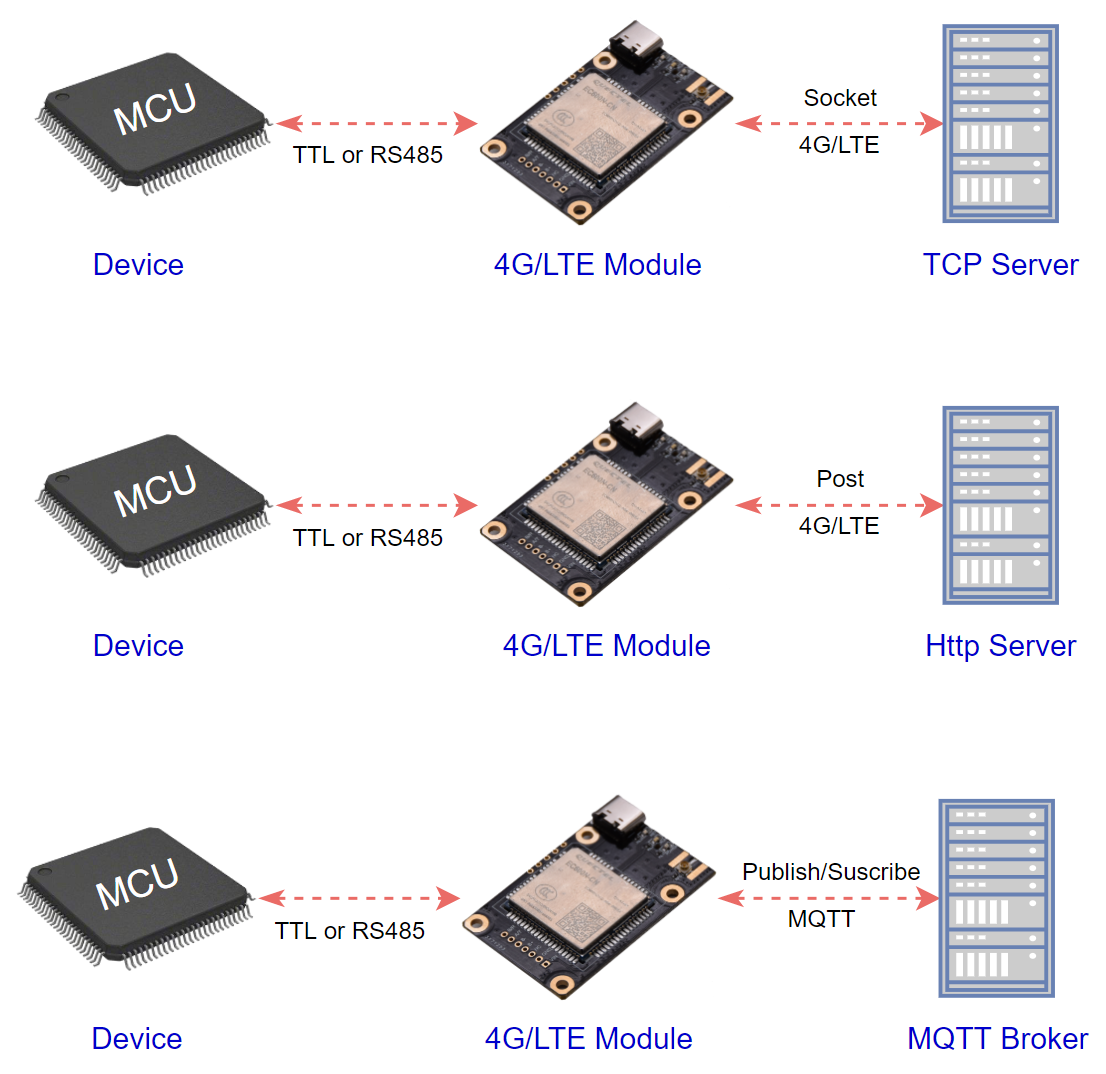 MCU
TTL or RS485
Socket
4G/LTE
Device
4G/LTE Module
TCP Server
MCU
TTL or RS485
Post
4G/LTE
Device
4G/LTE Module
Http Server
MCU
TTL or RS485
Publish/Suscribe
MQTT
Device
4G/LTE Module
MQTT Broker